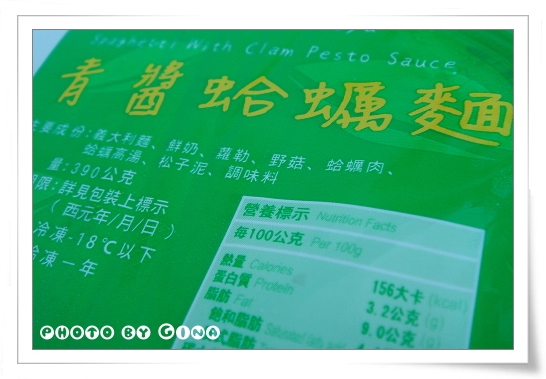 Spaghetti With Clam Pesto Sauce
青醬蛤蠣麵
主要成份:義大利麵、鮮奶、蘿勒、野菇、蛤蠣肉、
蛤蠣高湯、松子泥、調味料
量:390公克
期限:詳見包裝上標示
(西元年/月/日)
冷凍-18℃以下
冷凍一年
營養標示 Nutrition Facts
每100公克 Per 100g
熱量 Calories 156大卡 (kcal)
蛋白質 Protein 3.2公克 (g)
脂肪 Fat 9.0公克 (g)
飽和脂肪
式脂肪
PHOTO BY GINA